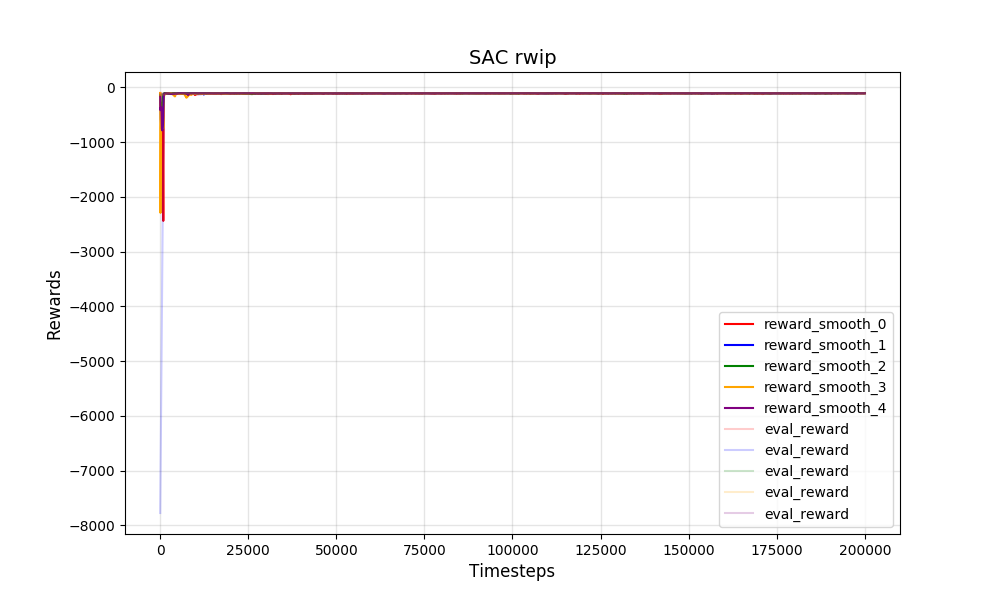 SAC rwip
0
−1000
−2000
−3000
−4000
−5000
−6000
−7000
−8000
Rewards
reward_smooth_0
reward_smooth_1
reward_smooth_2
reward_smooth_3
reward_smooth_4
eval_reward
eval_reward
eval_reward
eval_reward
eval_reward
0 25000 50000 75000 100000 125000 150000 175000 200000
Timesteps